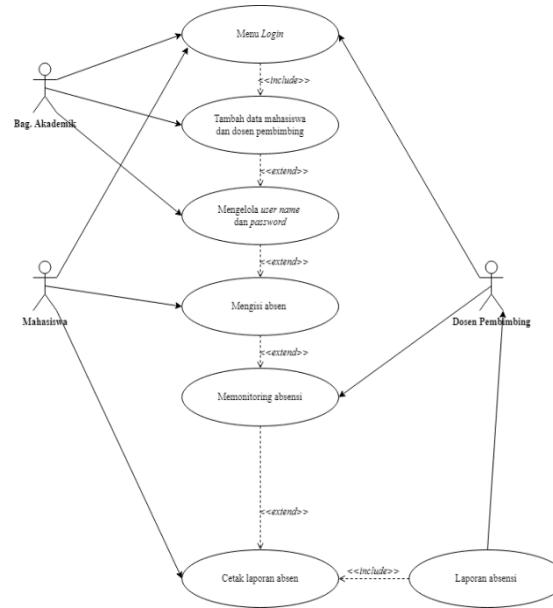 Menu Login
<<include>>
Bag. Akademik
Tambah data mahasiswa
dan dosen pembimbing
<<extend>>
Mengelola user name
dan password
<<extend>>
Mahasiswa
Mengisi absen
Dosen Pembimbing
<<extend>>
Memonitoring absensi
<<extend>>
<<include>>
Cetak laporan absen
Laporan absensi